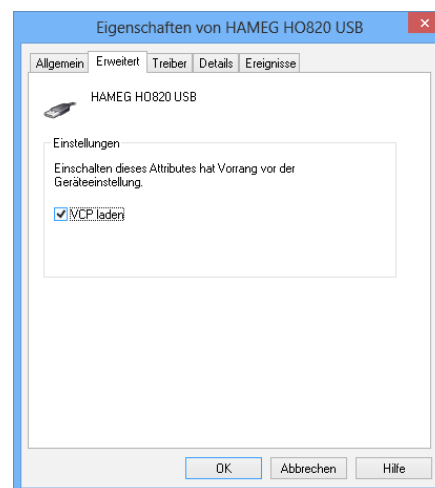 Eigenschaften von HAMEG HO820 USB
Allgemein Erweitert Treiber Details Ereignisse
HAMEG HO820 USB
Einstellungen
Einschalten dieses Attributes hat Vorrang vor der
Geräteeinstellung.
VCP laden
OK Abbrechen Hilfe